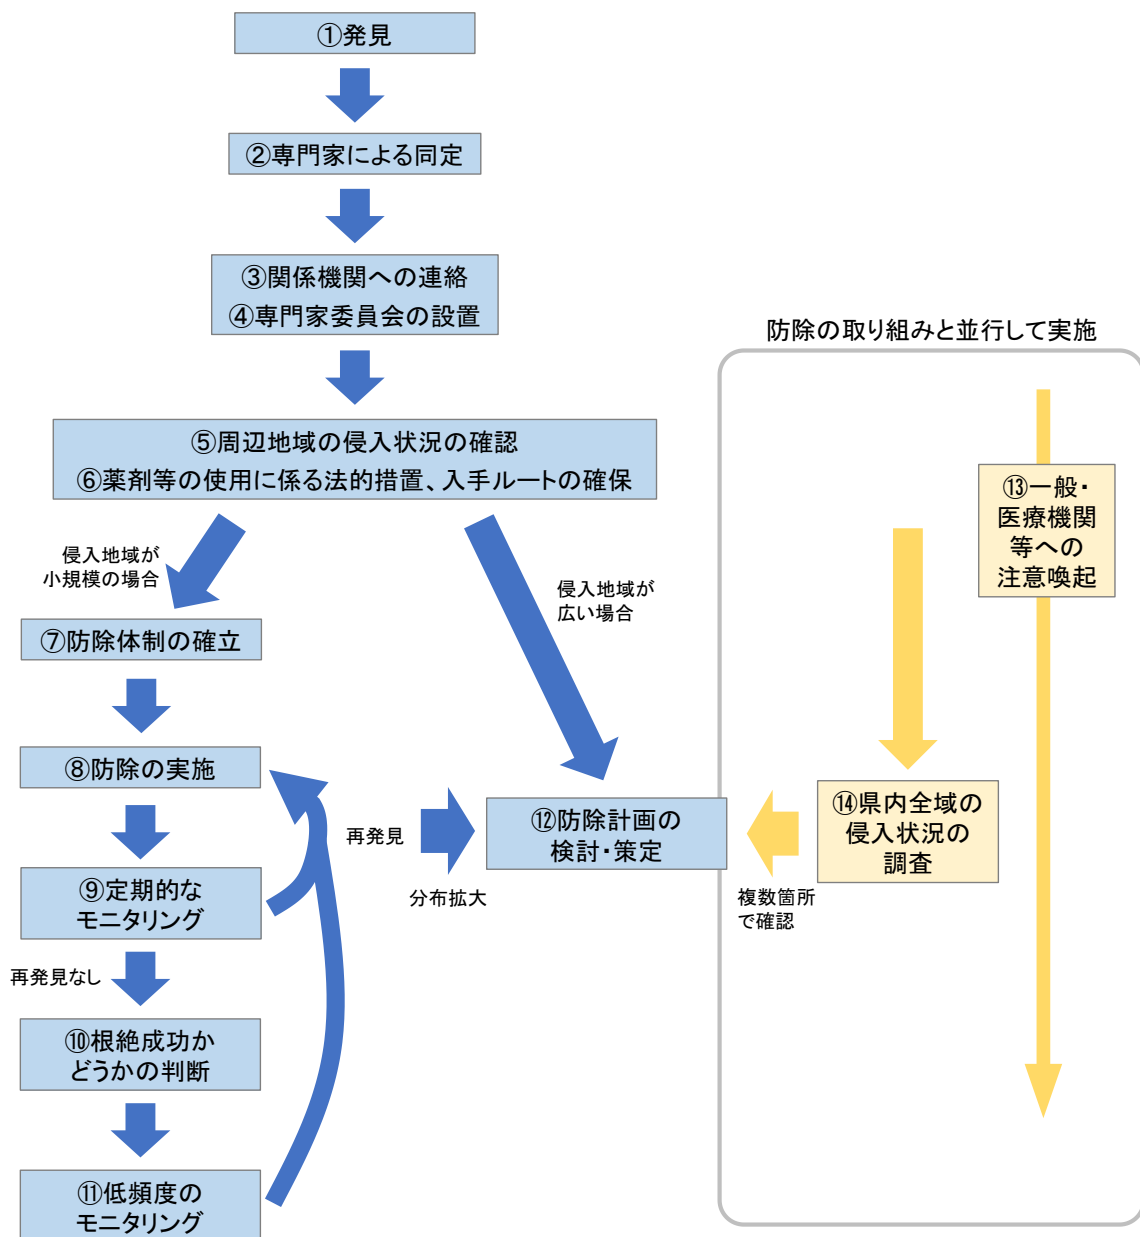 ①発見
②専門家による同定
③関係機関への連絡
④専門家委員会の設置
防除の取り組みと並行して実施
⑤周辺地域の侵入状況の確認
⑥薬剤等の使用に係る法的措置、入手ルートの確保
侵入地域が
小規模の場合
侵入地域が
広い場合
⑬一般・
医療機関
等への
注意喚起
⑦防除体制の確立
⑧防除の実施
再発見
分布拡大
⑫防除計画の
検討・策定
⑭県内全域の
侵入状況の
調査
複数箇所
で確認
⑨定期的な
モニタリング
再発見なし
⑩根絶成功か
どうかの判断
⑪低頻度の
モニタリング